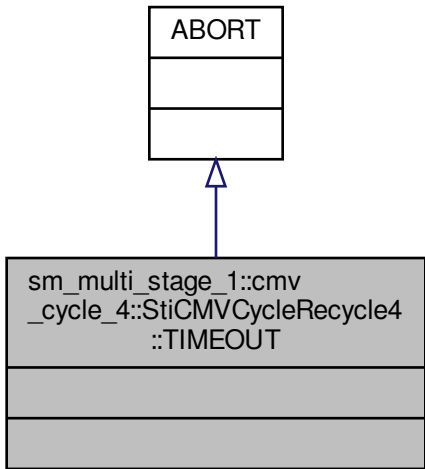 ABORT
sm_multi_stage_1::cmv
_cycle_4::StiCMVCycleRecycle4
::TIMEOUT